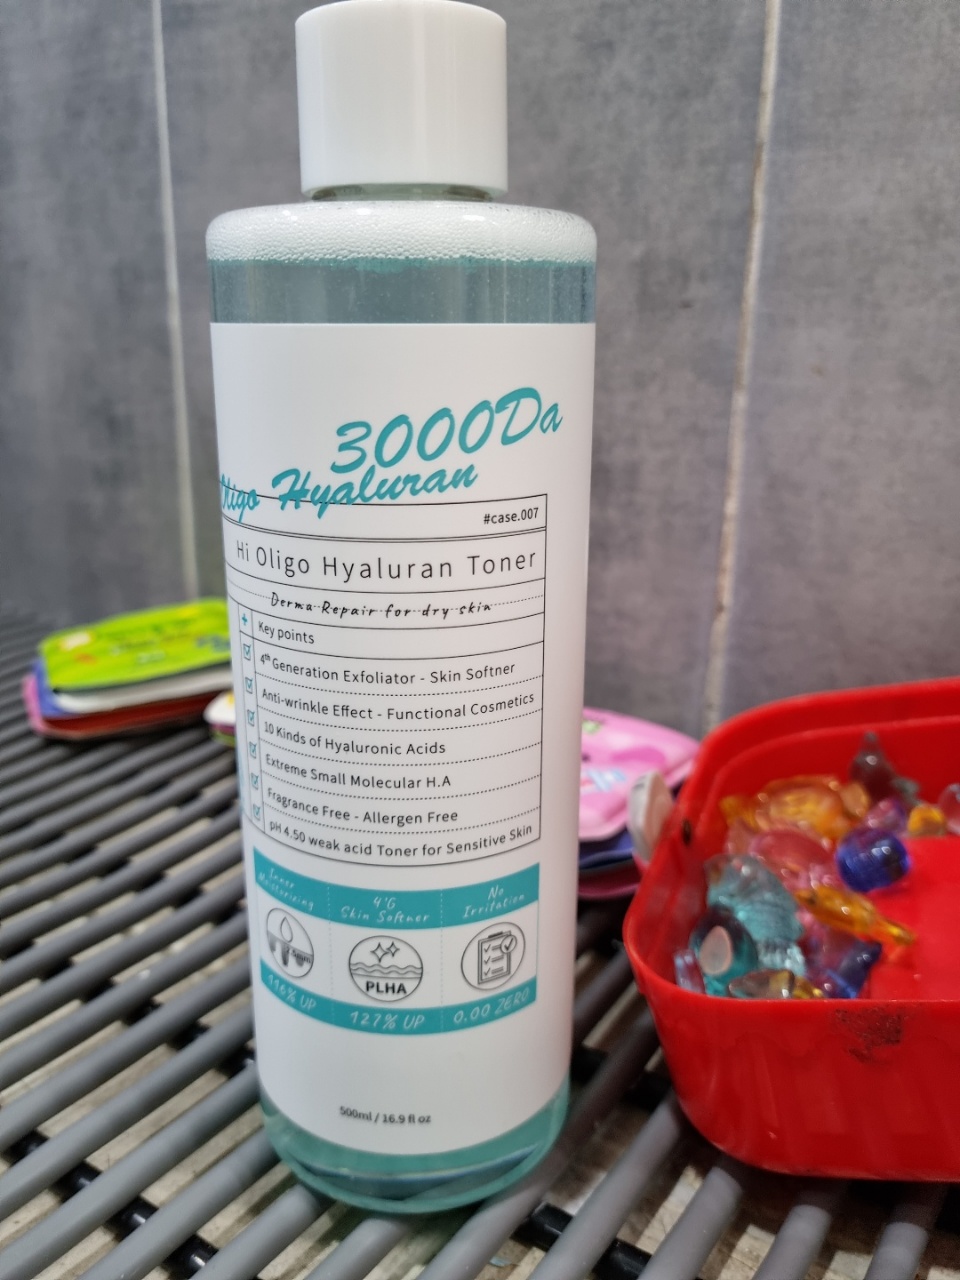 3000Da
Oligo Hyaluran
#case.007
Hi Oligo Hyaluran Toner
Derma Repair for dry skin
+ Key points
4th Generation Exfoliator - Skin Softner
Anti-wrinkle Effect - Functional Cosmetics
10 Kinds of Hyaluronic Acids
Extreme Small Molecular H.A
Fragrance Free - Allergen Free
pH 4.50 weak acid Toner for Sensitive Skin
Inner
Moisturizing
4'G
Skin Softner
No
Irritation
PLHA
116% UP
127% UP
0.00 ZERO
500ml / 16.9 fl oz